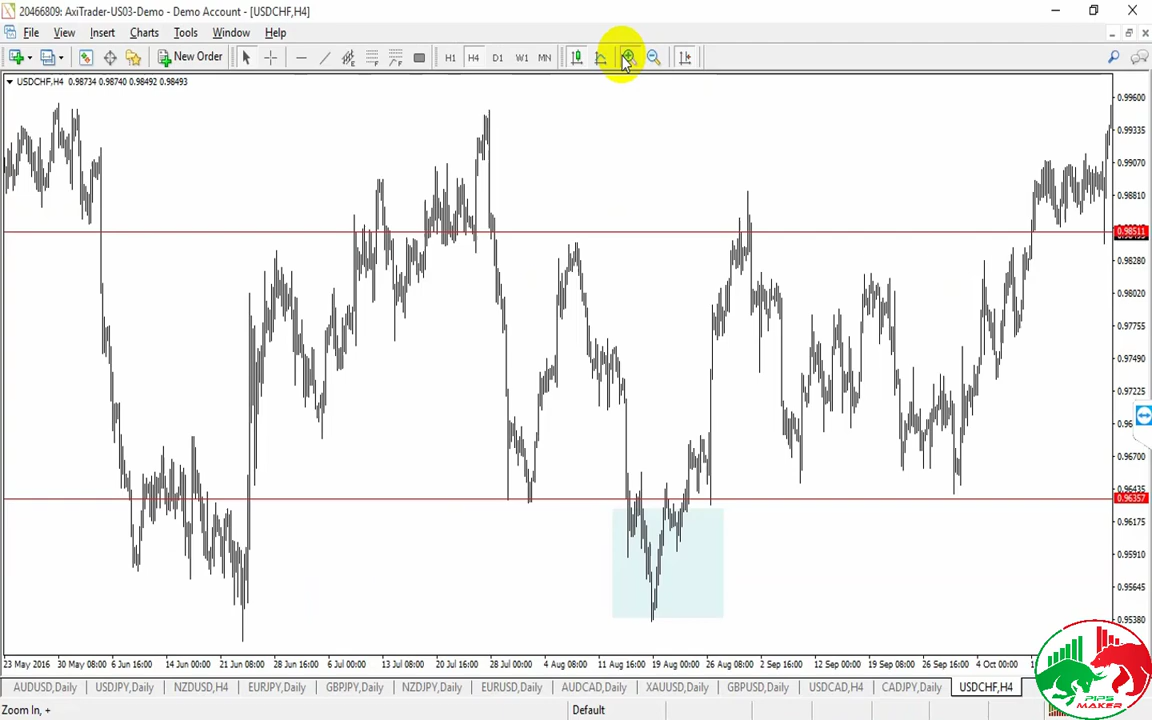 20466809: AxiTrader-US03-Demo - Demo Account - [USDCHF,H4]
File View Insert Charts Tools Window Help
New Order H1 H4 D1 W1 MN
USDCHF,H4 0.98734 0.98740 0.98492 0.98493
0.99600
0.99335
0.99070
0.98810
0.98511
0.98280
0.98020
0.97755
0.97490
0.97225
0.96
0.96700
0.96435
0.96357
0.96175
0.95910
0.95645
0.95380
23 May 2016 30 May 08:00 6 Jun 16:00 14 Jun 00:00 21 Jun 08:00 28 Jun 16:00 6 Jul 00:00 13 Jul 08:00 20 Jul 16:00 28 Jul 00:00 4 Aug 08:00 11 Aug 16:00 19 Aug 00:00 26 Aug 08:00 2 Sep 16:00 12 Sep 00:00 19 Sep 08:00 26 Sep 16:00 4 Oct 00:00
AUDUSD,Daily USDJPY,Daily NZDUSD,H4 EURJPY,Daily GBPJPY,Daily NZDJPY,Daily EURUSD,Daily AUDCAD,Daily XAUUSD,Daily GBPUSD,Daily USDCAD,H4 CADJPY,Daily USDCHF,H4
PIPS
MAKER
Zoom In, + Default